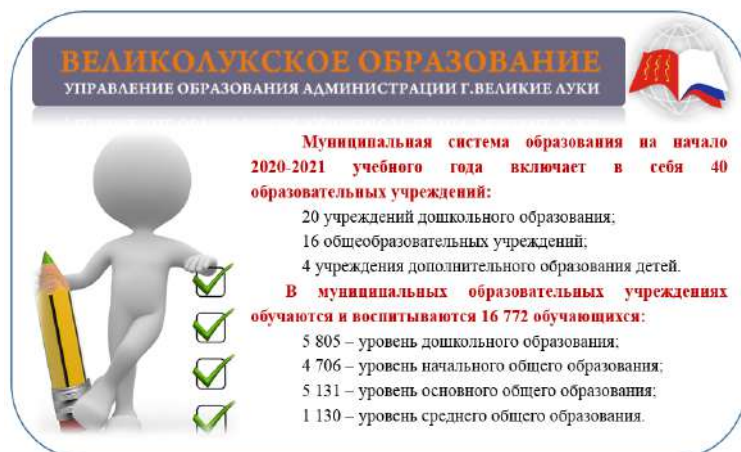 ВЕЛИКОЛУКСКОЕ ОБРАЗОВАНИЕ
УПРАВЛЕНИЕ ОБРАЗОВАНИЯ АДМИНИСТРАЦИИ Г.ВЕЛИКИЕ ЛУКИ
Муниципальная система образования на начало
2020-2021 учебного года включает в себя 40
образовательных учреждений:
20 учреждений дошкольного образования;
16 общеобразовательных учреждений;
4 учреждения дополнительного образования детей.
В муниципальных образовательных учреждениях
обучаются и воспитываются 16 772 обучающихся:
5 805 – уровень дошкольного образования;
4 706 – уровень начального общего образования;
5 131 – уровень основного общего образования;
1 130 – уровень среднего общего образования.